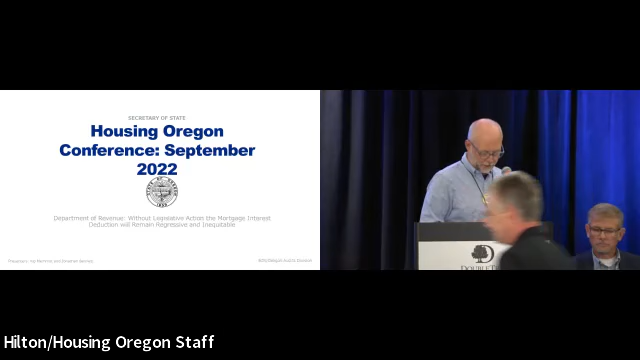 SECRETARY OF STATE
Housing Oregon
Conference: September
2022
Department of Revenue: Without Legislative Action the Mortgage Interest
Deduction will Remain Regressive and Inequitable
DOUBLET
Hilton/Housing Oregon Staff